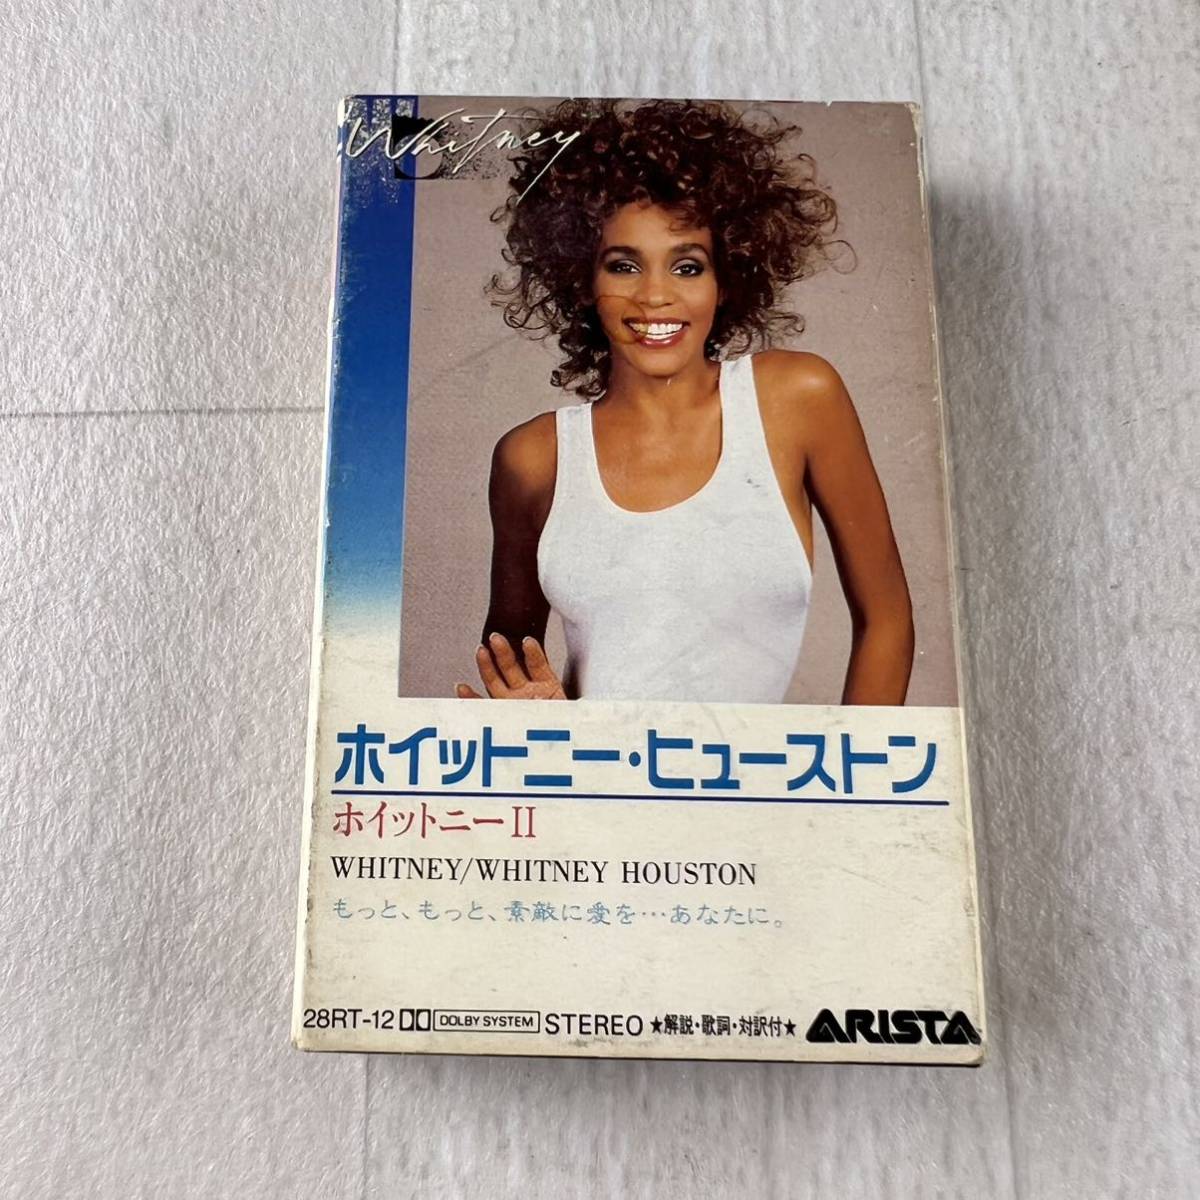 Whitney
ホイットニー・ヒューストン
ホイットニーII
WHITNEY/WHITNEY HOUSTON
もっと、もっと、素敵に愛を…あなたに。
28RT-12 DOLBY SYSTEM STEREO ★解説・歌詞・対訳付★ ARISTA